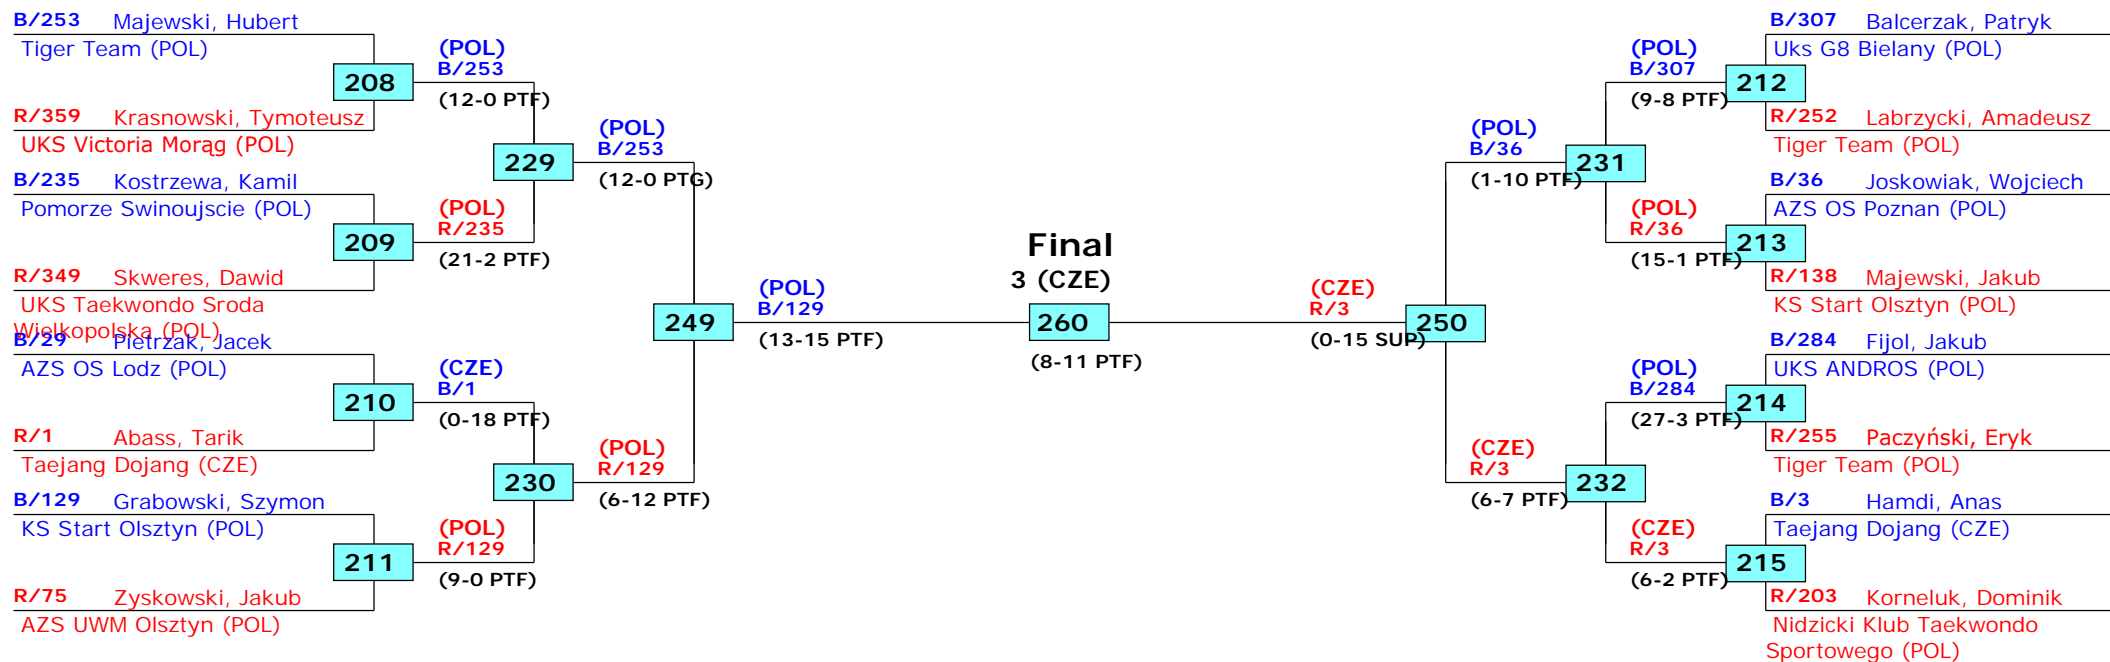 B/253 Majewski, Hubert
Tiger Team (POL)
208
R/359 Krasnowski, Tymoteusz
UKS Victoria Morąg (POL)
(POL)
B/253
(12-0 PTF)
B/235 Kostrzewa, Kamil
Pomorze Swinoujscie (POL)
209
R/349 Skweres, Dawid
UKS Taekwondo Sroda
Wielkopolska (POL)
(POL)
R/235
(21-2 PTF)
229
(POL)
B/253
(12-0 PTG)
B/29 Pietrzak, Jacek
AZS OS Lodz (POL)
210
R/1 Abass, Tarik
Taejang Dojang (CZE)
(CZE)
B/1
(0-18 PTF)
B/129 Grabowski, Szymon
KS Start Olsztyn (POL)
211
R/75 Zyskowski, Jakub
AZS UWM Olsztyn (POL)
(POL)
R/129
(9-0 PTF)
230
(POL)
R/129
(6-12 PTF)
249
(POL)
B/129
(13-15 PTF)
Final
3 (CZE)
260
(8-11 PTF)
(CZE)
R/3
(0-15 SUP)
250
(POL)
B/36
(1-10 PTF)
231
(POL)
B/307
(9-8 PTF)
212
B/307 Balcerzak, Patryk
Uks G8 Bielany (POL)
R/252 Labrzycki, Amadeusz
Tiger Team (POL)
(POL)
R/36
(15-1 PTF)
213
B/36 Joskowiak, Wojciech
AZS OS Poznan (POL)
R/138 Majewski, Jakub
KS Start Olsztyn (POL)
(CZE)
R/3
(6-7 PTF)
232
(POL)
B/284
(27-3 PTF)
214
B/284 Fijol, Jakub
UKS ANDROS (POL)
R/255 Paczyński, Eryk
Tiger Team (POL)
(CZE)
R/3
(6-2 PTF)
215
B/3 Hamdi, Anas
Taejang Dojang (CZE)
R/203 Korneluk, Dominik
Nidzicki Klub Taekwondo
Sportowego (POL)